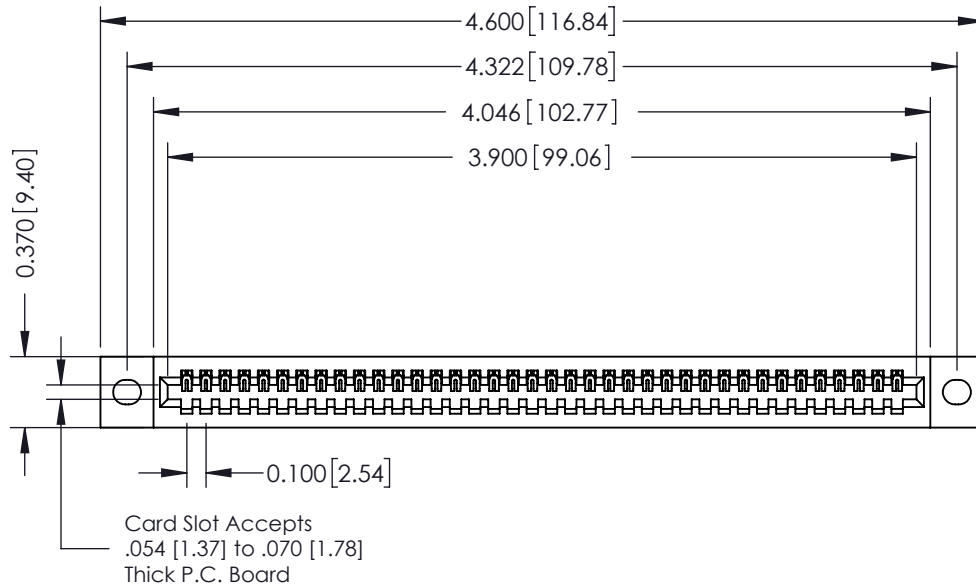 4.600 [116.84]
4.322 [109.78]
4.046 [102.77]
3.900 [99.06]
0.370 [9.40]
0.100 [2.54]
Card Slot Accepts
.054 [1.37] to .070 [1.78]
Thick P.C. Board